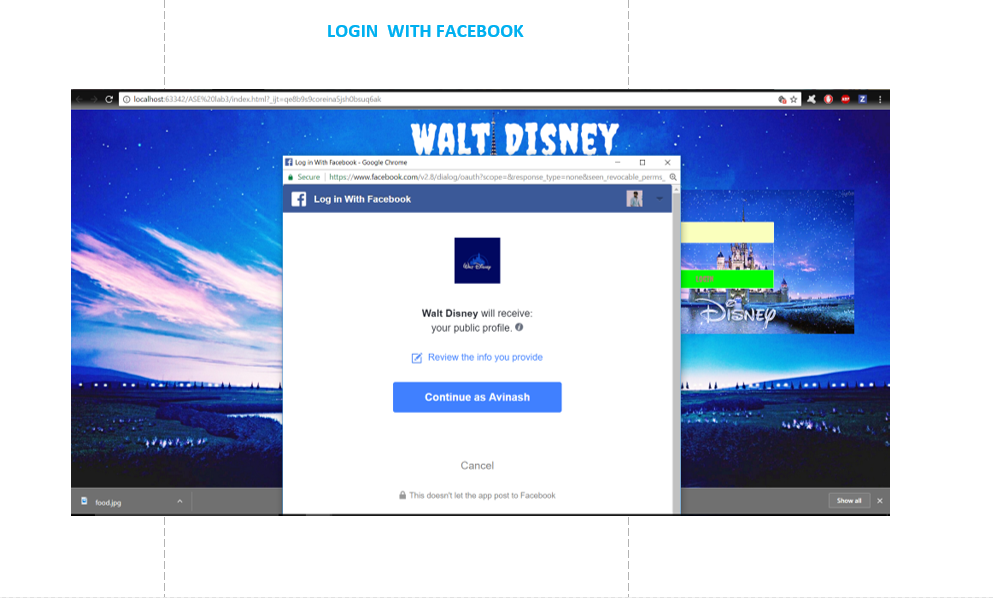 LOGIN WITH FACEBOOK
localhost:63342/ASE%20lab3/index.html?_ijt=qe8b9s9coreina5jsh0bsuq6ak
WALT DISNEY
Log in With Facebook - Google Chrome
Secure https://www.facebook.com/v2.8/dialog/oauth?scope=&response_type=none&seen_revocable_perms_
Log in With Facebook
Walt Disney
Walt Disney will receive:
your public profile.
Review the info you provide
Continue as Avinash
DISNEY
Cancel
This doesn't let the app post to Facebook
food.jpg
Show all